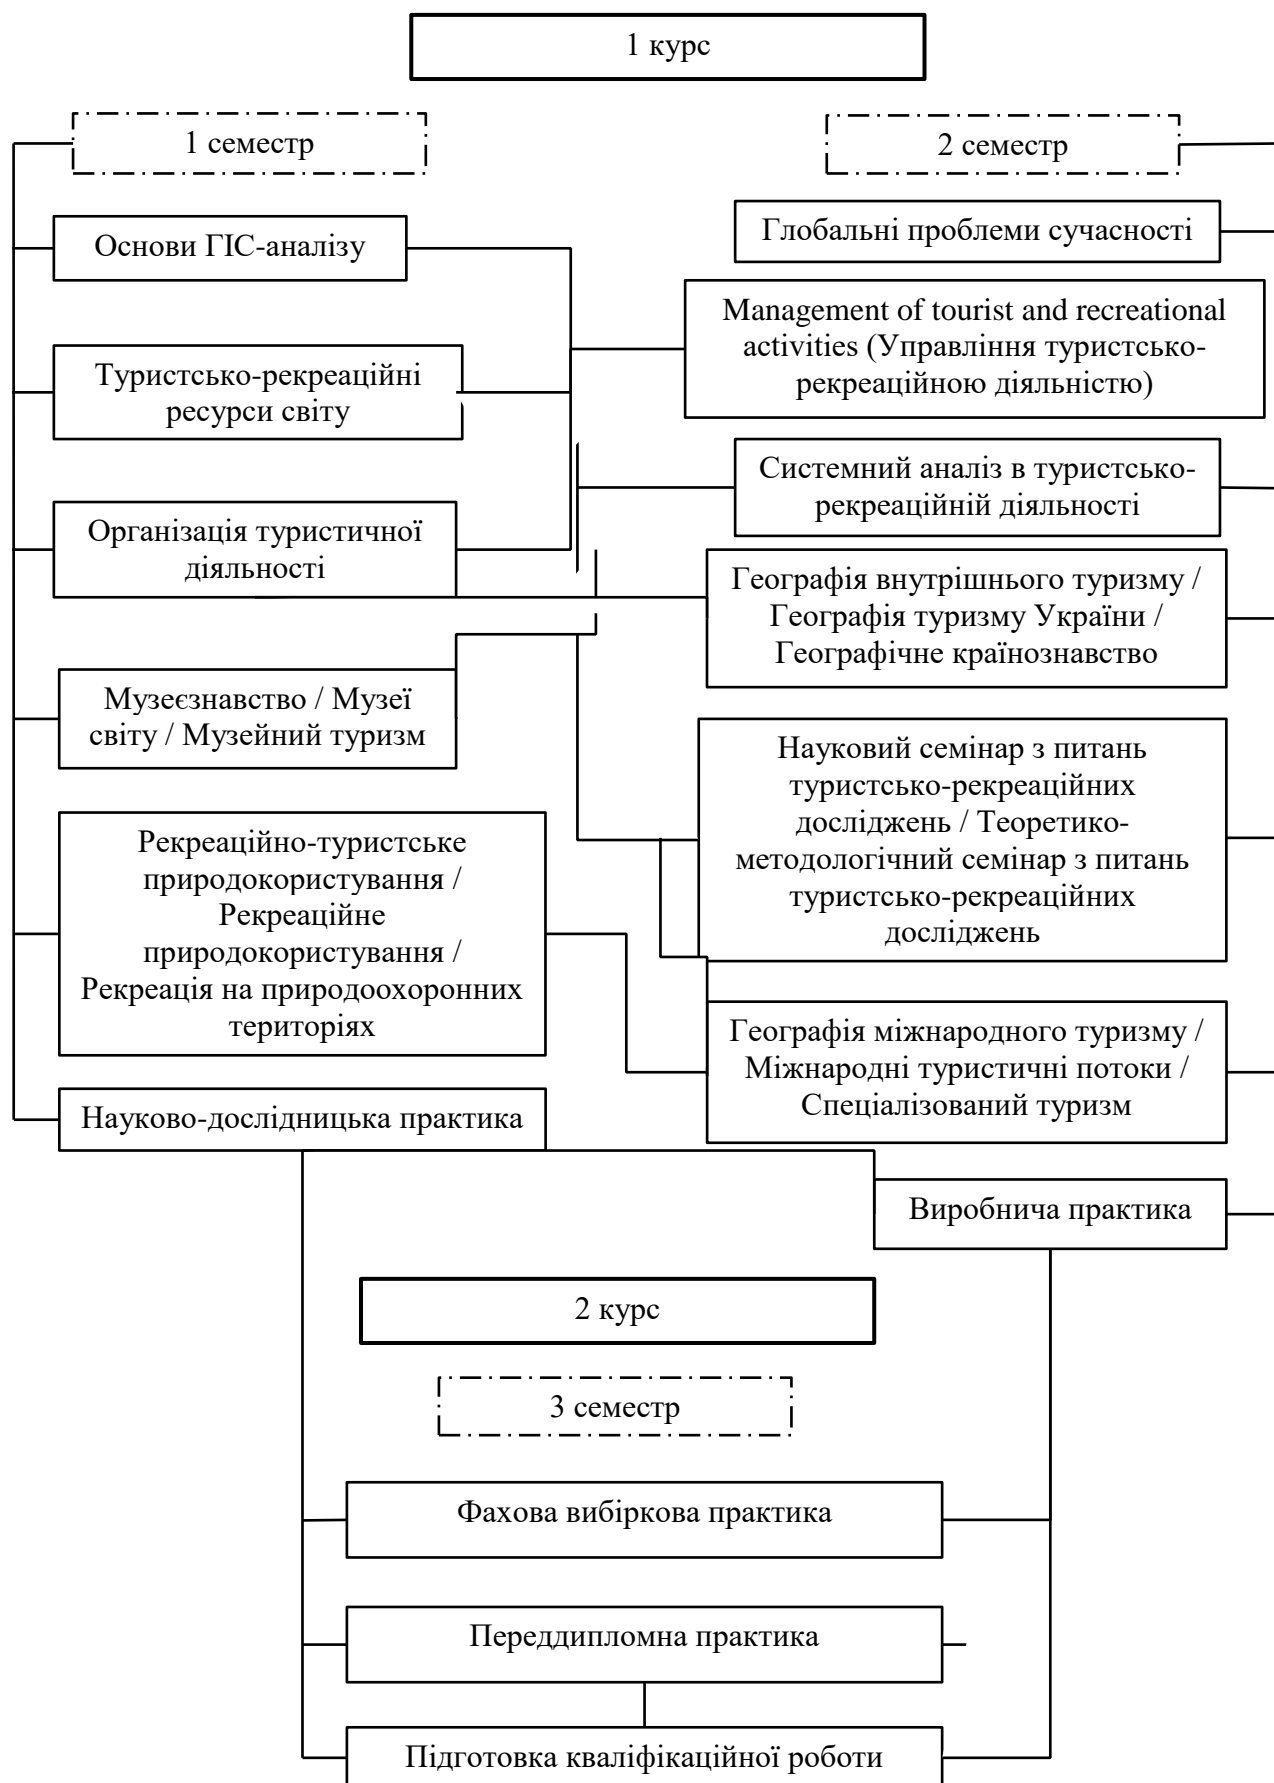 1 курс
1 семестр
2 семестр
Основи ГІС-аналізу
Глобальні проблеми сучасності
Management of tourist and recreational
activities (Управління туристсько-
рекреаційною діяльністю)
Туристсько-рекреаційні
ресурси світу
Системний аналіз в туристсько-
рекреаційній діяльності
Організація туристичної
діяльності
Географія внутрішнього туризму /
Географія туризму України /
Географічне країнознавство
Музеєзнавство / Музеї
світу / Музейний туризм
Науковий семінар з питань
туристсько-рекреаційних
досліджень / Теоретико-
методологічний семінар з питань
туристсько-рекреаційних
досліджень
Рекреаційно-туристське
природокористування /
Рекреаційне
природокористування /
Рекреація на природоохоронних
територіях
Географія міжнародного туризму /
Міжнародні туристичні потоки /
Спеціалізований туризм
Науково-дослідницька практика
Виробнича практика
2 курс
3 семестр
Фахова вибіркова практика
Переддипломна практика
Підготовка кваліфікаційної роботи